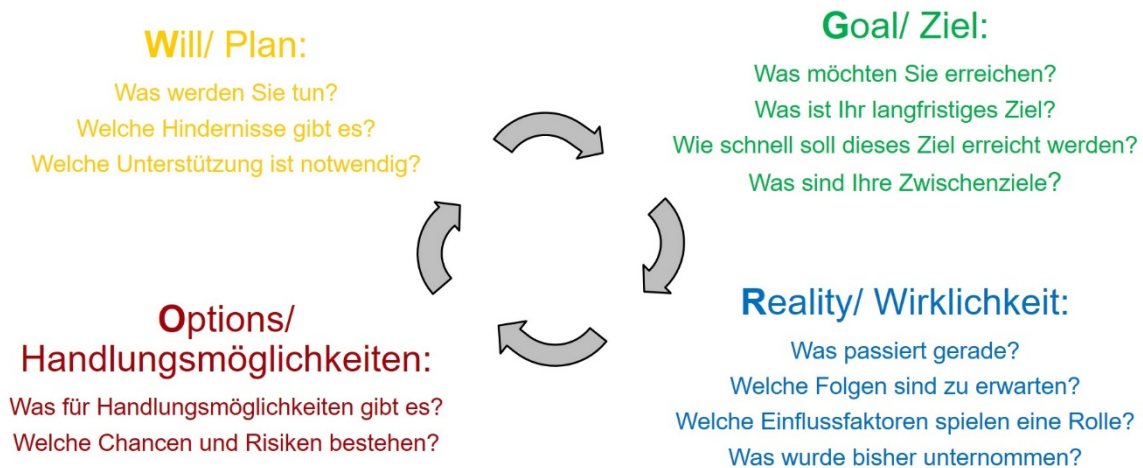 Will/ Plan:
Was werden Sie tun?
Welche Hindernisse gibt es?
Welche Unterstützung ist notwendig?
Goal/ Ziel:
Was möchten Sie erreichen?
Was ist Ihr langfristiges Ziel?
Wie schnell soll dieses Ziel erreicht werden?
Was sind Ihre Zwischenziele?
Options/
Handlungsmöglichkeiten:
Was für Handlungsmöglichkeiten gibt es?
Welche Chancen und Risiken bestehen?
Reality/ Wirklichkeit:
Was passiert gerade?
Welche Folgen sind zu erwarten?
Welche Einflussfaktoren spielen eine Rolle?
Was wurde bisher unternommen?